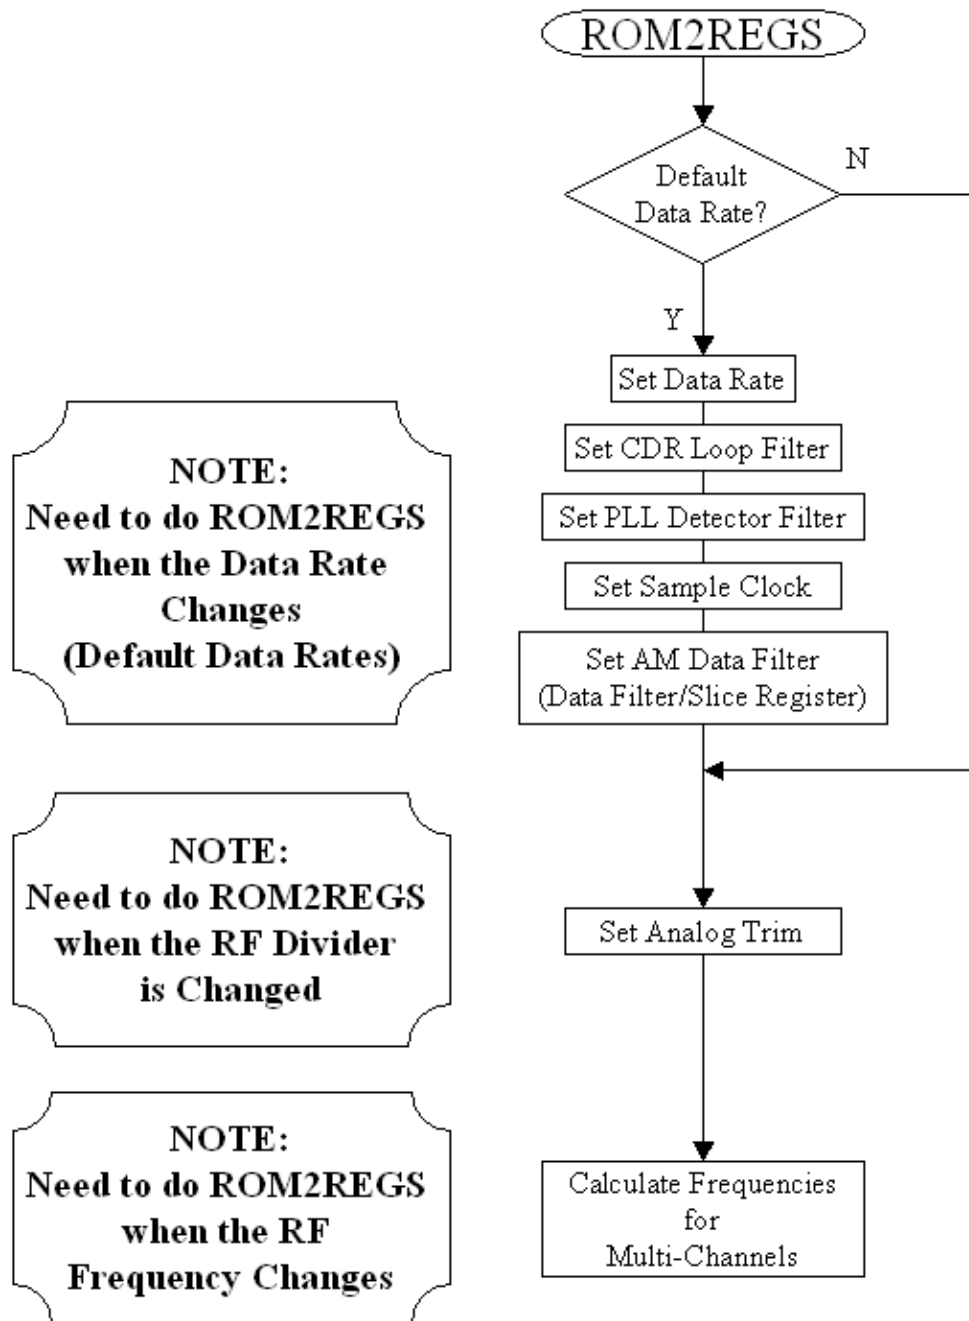 ROM2REGS
Default
Data Rate?
N
Y
Set Data Rate
Set CDR Loop Filter
Set PLL Detector Filter
Set Sample Clock
Set AM Data Filter
(Data Filter/Slice Register)
Set Analog Trim
Calculate Frequencies
for
Multi-Channels
NOTE:
Need to do ROM2REGS
when the Data Rate
Changes
(Default Data Rates)
NOTE:
Need to do ROM2REGS
when the RF Divider
is Changed
NOTE:
Need to do ROM2REGS
when the RF
Frequency Changes